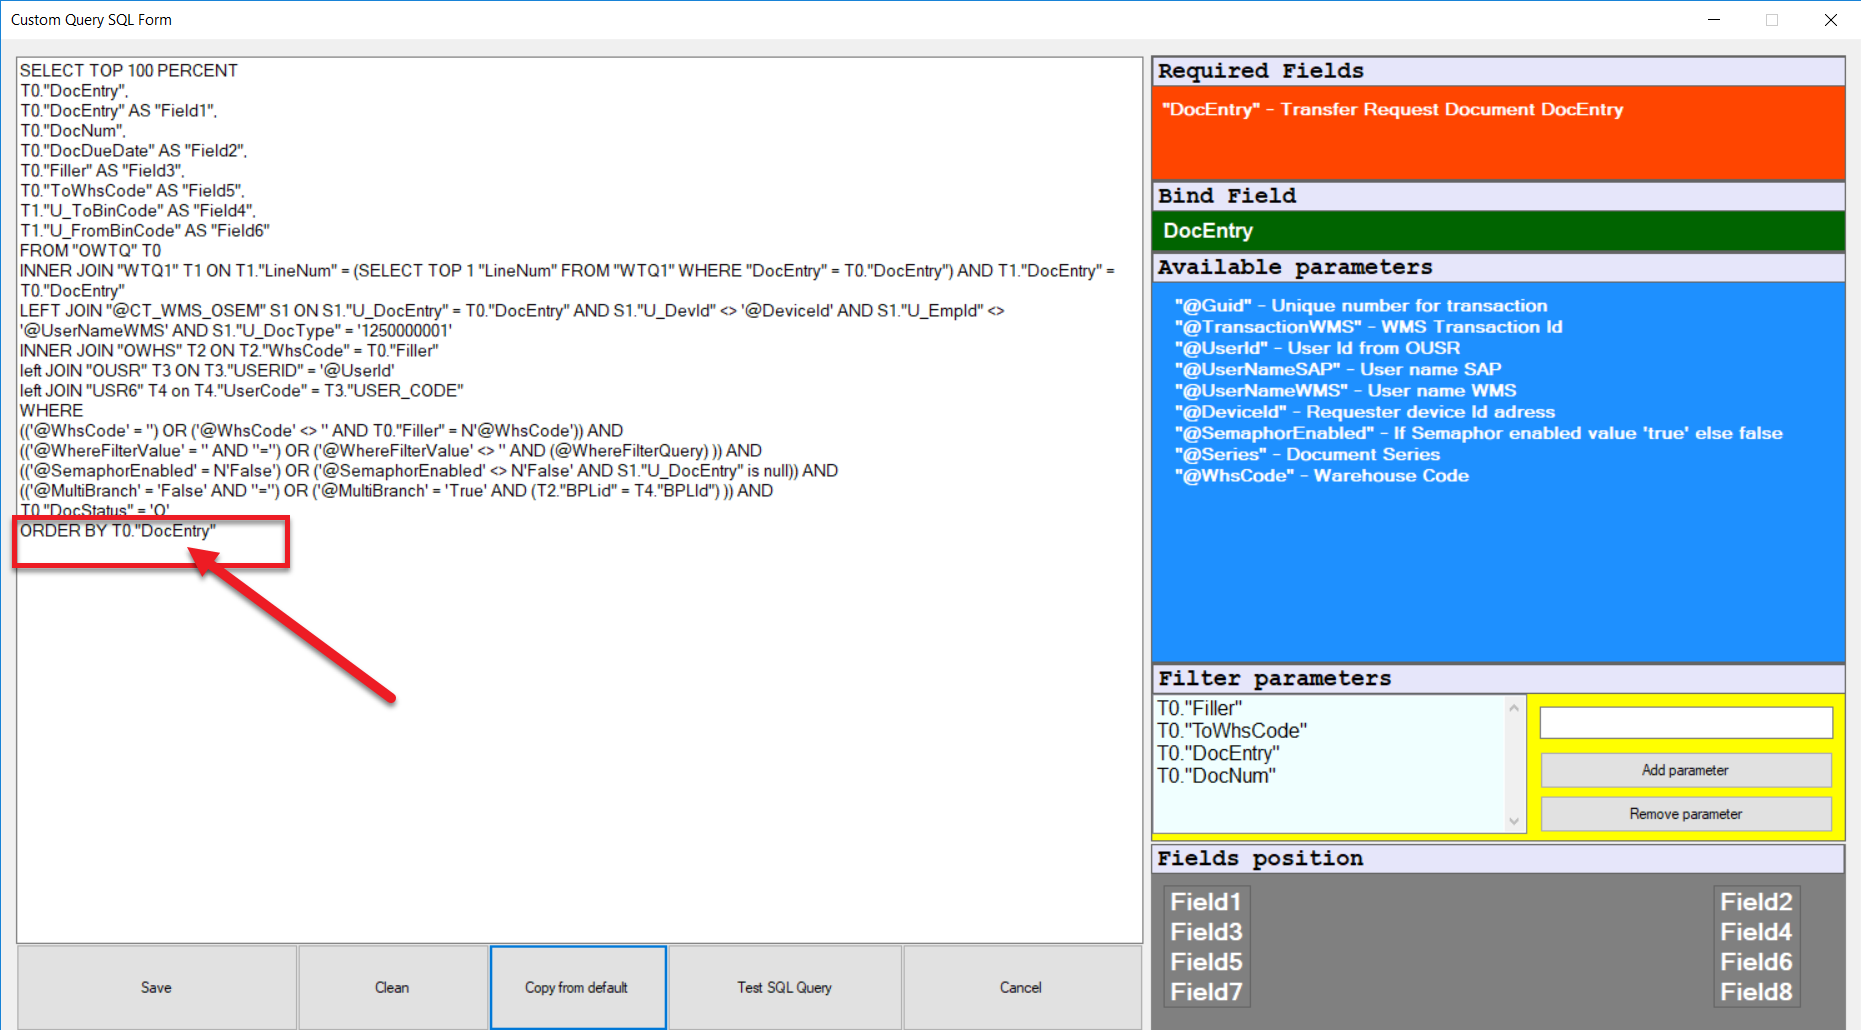 Custom Query SQL Form
SELECT TOP 100 PERCENT
T0."DocEntry",
T0."DocEntry" AS "Field1",
T0."DocNum",
T0."DocDueDate" AS "Field2",
T0."Filler" AS "Field3",
T0."ToWhsCode" AS "Field5",
T1."U_ToBinCode" AS "Field4",
T1."U_FromBinCode" AS "Field6"
FROM "OWTQ" T0
INNER JOIN "WTQ1" T1 ON T1."LineNum" = (SELECT TOP 1 "LineNum" FROM "WTQ1" WHERE "DocEntry" = T0."DocEntry") AND T1."DocEntry" =
T0."DocEntry"
LEFT JOIN "@CT_WMS_OSEM" S1 ON S1."U_DocEntry" = T0."DocEntry" AND S1."U_DevId" <> '@DeviceId' AND S1."U_EmpId" <>
'@UserNameWMS' AND S1."U_DocType" = '1250000001'
INNER JOIN "OWHS" T2 ON T2."WhsCode" = T0."Filler"
left JOIN "OUSR" T3 ON T3."USERID" = '@UserId'
left JOIN "USR6" T4 on T4."UserCode" = T3."USER_CODE"
WHERE
(('@WhsCode' = '') OR ('@WhsCode' <> '' AND T0."Filler" = N'@WhsCode')) AND
(('@WhereFilterValue' = '' AND ''='') OR ('@WhereFilterValue' <> '' AND (@WhereFilterQuery) )) AND
(('@SemaphorEnabled' = N'False') OR ('@SemaphorEnabled' <> N'False' AND S1."U_DocEntry" is null)) AND
(('@MultiBranch' = 'False' AND ''='') OR ('@MultiBranch' = 'True' AND (T2."BPLid" = T4."BPLId") )) AND
T0."DocStatus" = 'O'
ORDER BY T0."DocEntry"
Save
Clean
Copy from default
Test SQL Query
Cancel
Required Fields
"DocEntry" - Transfer Request Document DocEntry
Bind Field
DocEntry
Available parameters
"@Guid" - Unique number for transaction
"@TransactionWMS" - WMS Transaction Id
"@UserId" - User Id from OUSR
"@UserNameSAP" - User name SAP
"@UserNameWMS" - User name WMS
"@DeviceId" - Requester device Id adress
"@SemaphorEnabled" - If Semaphor enabled value 'true' else false
"@Series" - Document Series
"@WhsCode" - Warehouse Code
Filter parameters
T0."Filler"
T0."ToWhsCode"
T0."DocEntry"
T0."DocNum"
Add parameter
Remove parameter
Fields position
Field1 Field2
Field3 Field4
Field5 Field6
Field7 Field8